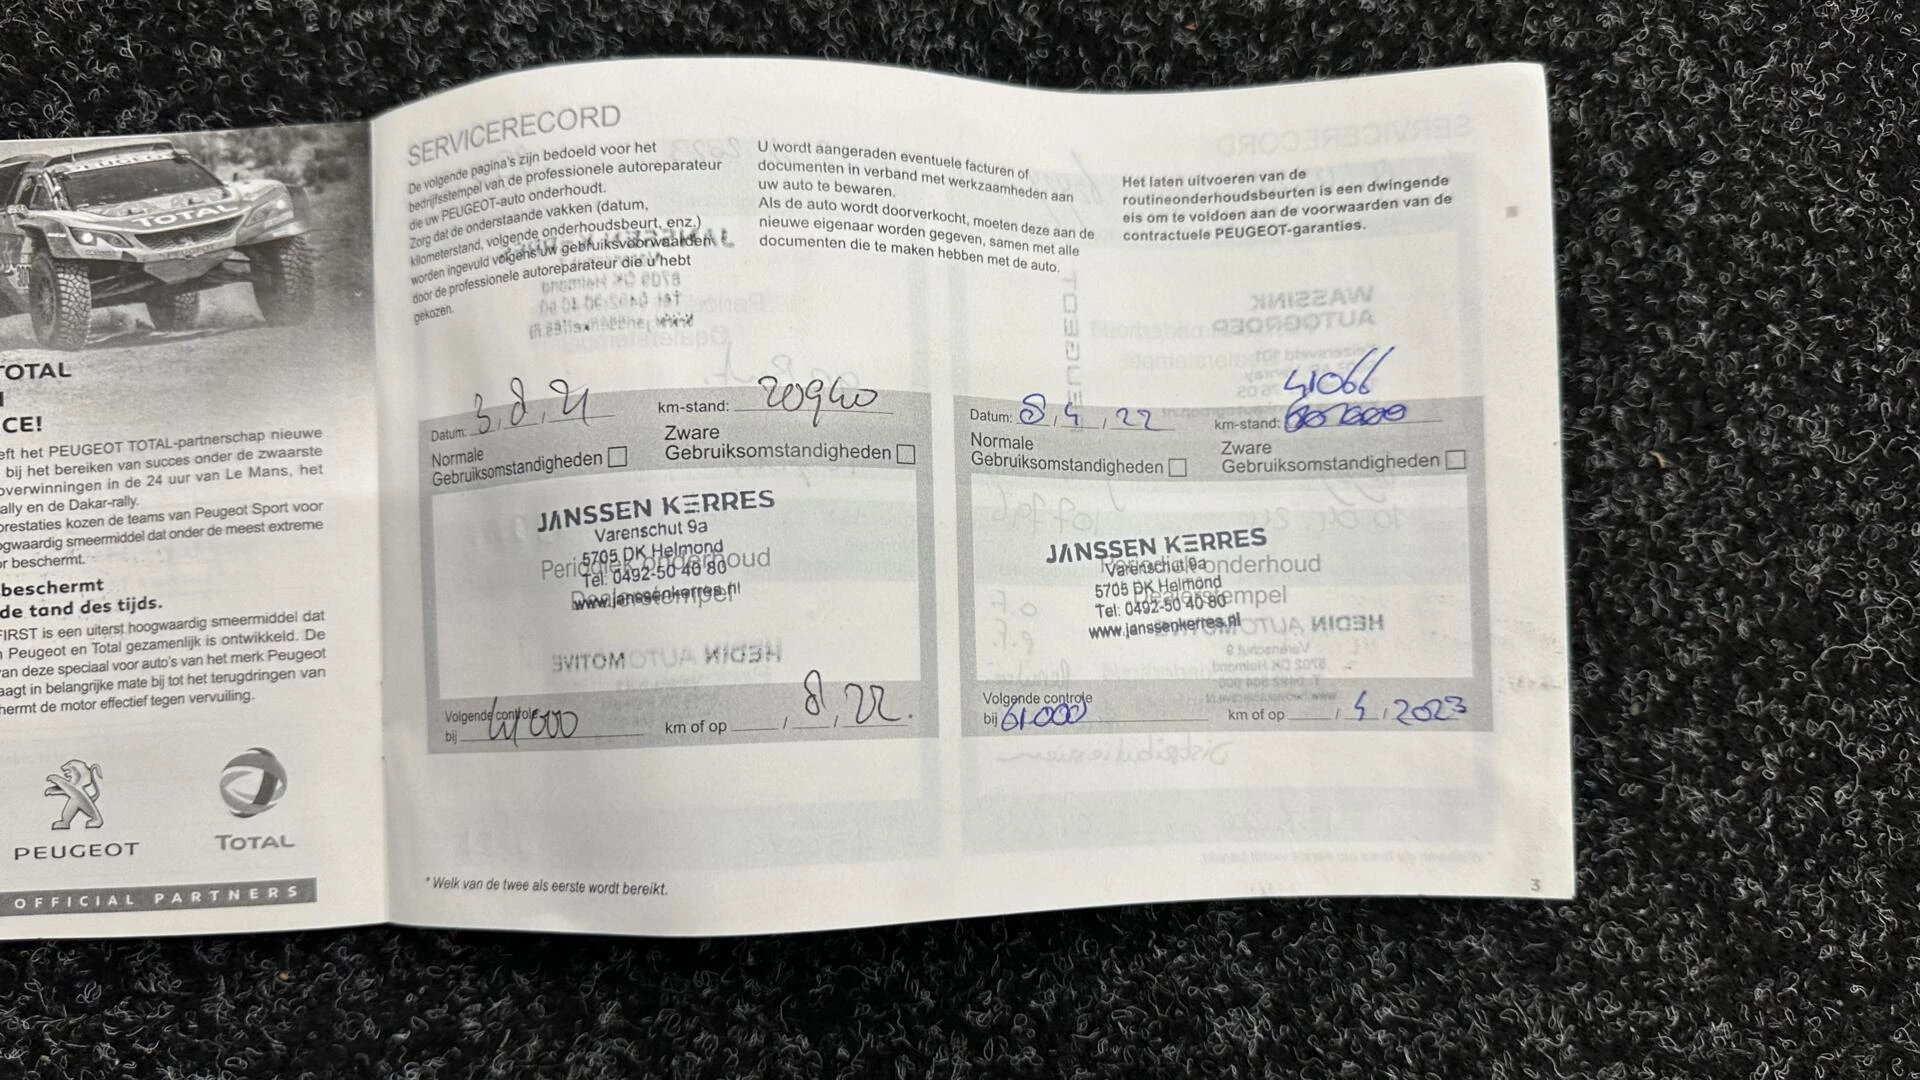 TOTAL
OTAL
CE!
eft het PEUGEOT TOTAL-partnerschap nieuwe
bij het bereiken van succes onder de zwaarste
overwinningen in de 24 uur van Le Mans, het
ally en de Dakar-rally.
prestaties kozen de teams van Peugeot Sport voor
ogwaardig smeermiddel dat onder de meest extreme
or beschermt.
beschermt
de tand des tijds.
FIRST is een uiterst hoogwaardig smeermiddel dat
n Peugeot en Total gezamenlijk is ontwikkeld. De
van deze speciaal voor auto's van het merk Peugeot
raagt in belangrijke mate bij tot het terugdringen van
hermt de motor effectief tegen vervuiling.
PEUGEOT
TOTAL
OFFICIAL PARTNERS
SERVICERECORD
De volgende pagina's zijn bedoeld voor het
bedrijfsstempel van de professionele autoreparateur
die uw PEUGEOT-auto onderhoudt.
Zorg dat de onderstaande vakken (datum,
kilometerstand, volgende onderhoudsbeurt, enz.)
worden ingevuld volgens uw gebruiksvoorwaarden
door de professionele autoreparateur die u hebt
gekozen.
U wordt aangeraden eventuele facturen of
documenten in verband met werkzaamheden aan
uw auto te bewaren.
Als de auto wordt doorverkocht, moeten deze aan de
nieuwe eigenaar worden gegeven, samen met alle
documenten die te maken hebben met de auto.
Het laten uitvoeren van de
routineonderhoudsbeurten is een dwingende
eis om te voldoen aan de voorwaarden van de
contractuele PEUGEOT-garanties.
Datum: 3, 8, 21 km-stand: 20940
Normale
Gebruiksomstandigheden
Zware
Gebruiksomstandigheden
JANSSEN KERRES
Varenschut 9a
5705 DK Helmond
Periodiek onderhoud
Tel: 0492-50 40 80
Dealerstempel
www.janssenkerres.nl
Volgende controle
bij 41000 km of op / 8, 22.
41066
Datum: 8, 4, 22 km-stand:
Normale
Gebruiksomstandigheden
Zware
Gebruiksomstandigheden
JANSSEN KERRES
Varenschut 9a
Periodiek onderhoud
5705 DK Helmond
Dealerstempel
Tel: 0492-50 40 80
www.janssenkerres.nl
Volgende controle
bij 61000 km of op / 4, 2023
* Welk van de twee als eerste wordt bereikt.
3